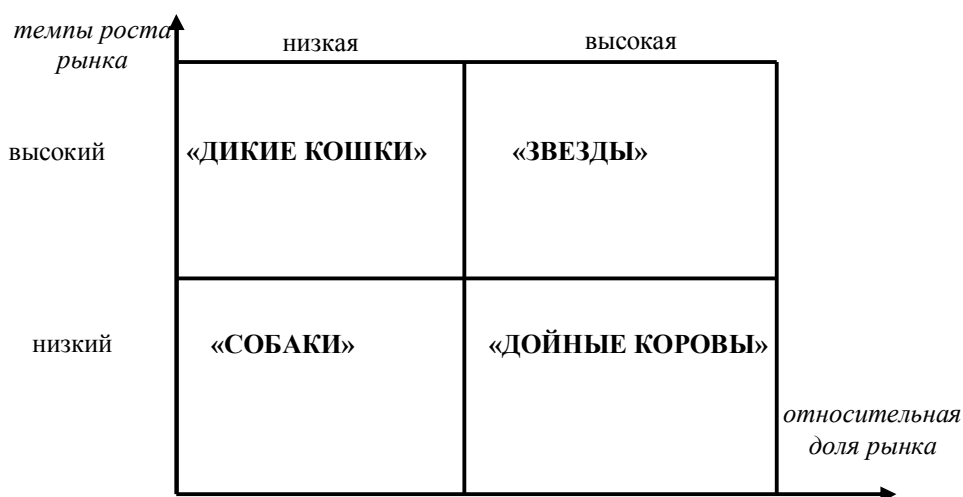 темпы роста
рынка
низкая
высокая
высокий
«ДИКИЕ КОШКИ»
«ЗВЕЗДЫ»
низкий
«СОБАКИ»
«ДОЙНЫЕ КОРОВЫ»
относительная
доля рынка